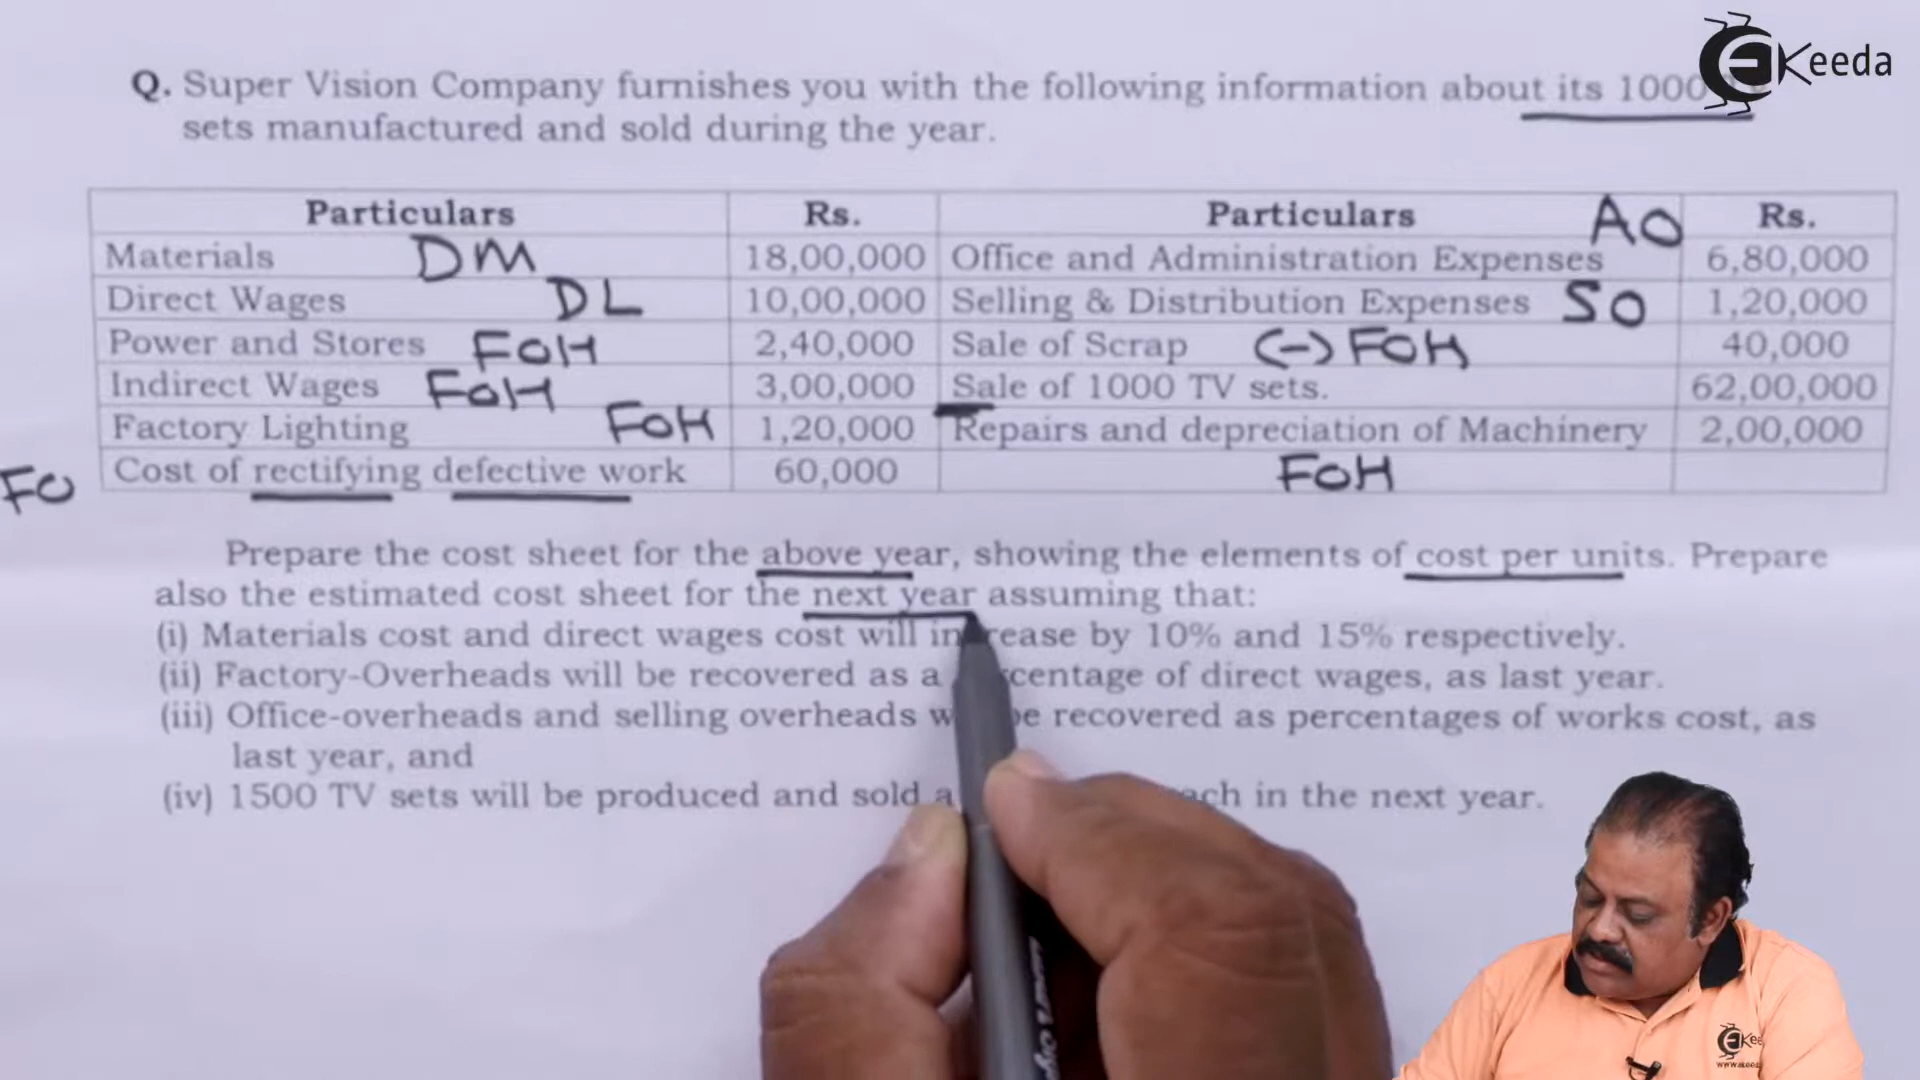 Keeda
Q. Super Vision Company furnishes you with the following information about its 1000
sets manufactured and sold during the year.
Particulars Rs. Particulars AO Rs.
Materials DM 18,00,000 Office and Administration Expenses 6,80,000
Direct Wages DL 10,00,000 Selling & Distribution Expenses SO 1,20,000
Power and Stores FOH 2,40,000 Sale of Scrap (-) FOH 40,000
Indirect Wages FOH 3,00,000 Sale of 1000 TV sets. 62,00,000
Factory Lighting FOH 1,20,000 Repairs and depreciation of Machinery 2,00,000
FO Cost of rectifying defective work 60,000 FOH
Prepare the cost sheet for the above year, showing the elements of cost per units. Prepare
also the estimated cost sheet for the next year assuming that:
(i) Materials cost and direct wages cost will increase by 10% and 15% respectively.
(ii) Factory-Overheads will be recovered as a percentage of direct wages, as last year.
(iii) Office-overheads and selling overheads be recovered as percentages of works cost, as
last year, and
(iv) 1500 TV sets will be produced and sold in the next year.